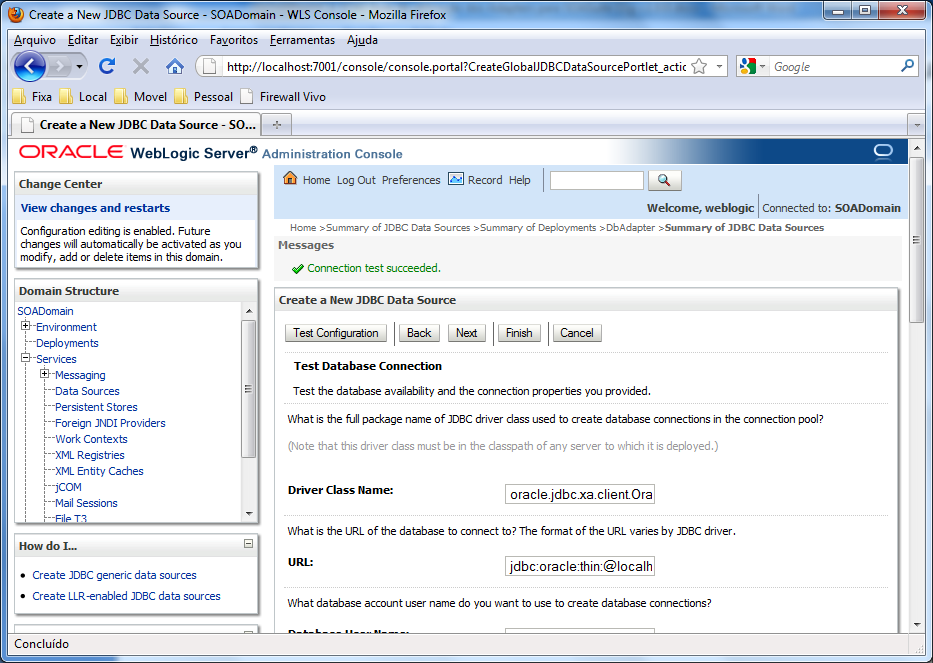 Create a New JDBC Data Source - SOADomain - WLS Console - Mozilla Firefox
Arquivo Editar Exibir Histórico Favoritos Ferramentas Ajuda
http://localhost:7001/console/console.portal?CreateGlobalJDBCDataSourcePortlet_actic
Google
Fixa Local Movel Pessoal Firewall Vivo
Create a New JDBC Data Source - SO...
ORACLE WebLogic Server® Administration Console
Change Center
View changes and restarts
Configuration editing is enabled. Future
changes will automatically be activated as you
modify, add or delete items in this domain.
Domain Structure
SOADomain
Environment
Deployments
Services
Messaging
Data Sources
Persistent Stores
Foreign JNDI Providers
Work Contexts
XML Registries
XML Entity Caches
jCOM
Mail Sessions
File T3
How do I...
Create JDBC generic data sources
Create LLR-enabled JDBC data sources
Home Log Out Preferences Record Help
Welcome, weblogic Connected to: SOADomain
Home >Summary of JDBC Data Sources >Summary of Deployments >DbAdapter >Summary of JDBC Data Sources
Messages
Connection test succeeded.
Create a New JDBC Data Source
Test Configuration Back Next Finish Cancel
Test Database Connection
Test the database availability and the connection properties you provided.
What is the full package name of JDBC driver class used to create database connections in the connection pool?
(Note that this driver class must be in the classpath of any server to which it is deployed.)
Driver Class Name: oracle.jdbc.xa.client.Ora
What is the URL of the database to connect to? The format of the URL varies by JDBC driver.
URL: jdbc:oracle:thin:@localh
What database account user name do you want to use to create database connections?
Database User Name:
Concluído